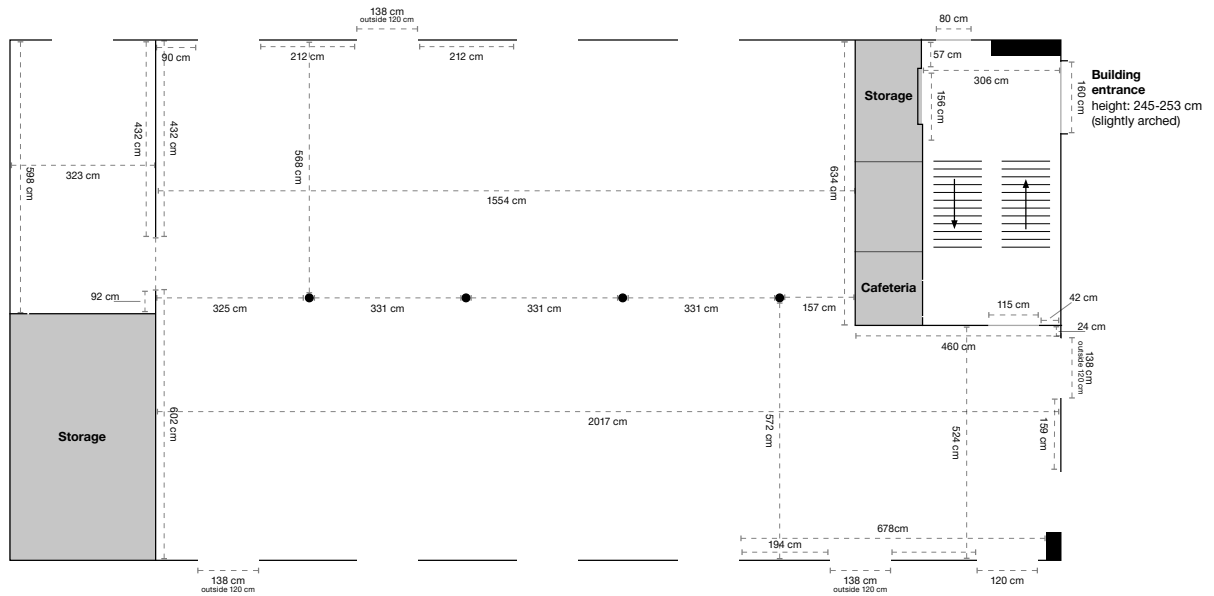 138 cm
outside 120 cm
80 cm
90 cm
212 cm
212 cm
57 cm
306 cm
Building
entrance
height: 245-253 cm
(slightly arched)
160 cm
Storage
156 cm
432 cm
432 cm
568 cm
598 cm
323 cm
634 cm
1554 cm
92 cm
Cafeteria
325 cm
331 cm
331 cm
331 cm
157 cm
115 cm
42 cm
24 cm
460 cm
138 cm
outside 120 cm
602 cm
2017 cm
572 cm
524 cm
159 cm
Storage
678cm
194 cm
138 cm
outside 120 cm
138 cm
outside 120 cm
120 cm